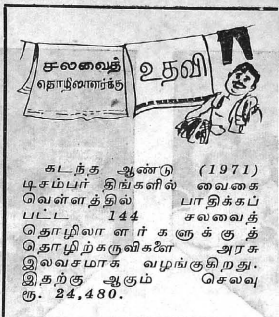 சலவைத்
தொழிலாளர்க்கு
உதவி
கடந்த ஆண்டு (1971)
டிசம்பர் திங்களில் வைகை
வெள்ளத்தில் பாதிக்கப்
பட்ட 144 சலவைத்
தொழிலாளர்களுக்குத்
தொழிற்கருவிகளை அரசு
இலவசமாக வழங்குகிறது.
இதற்கு ஆகும் செலவு
ரூ. 24,480.